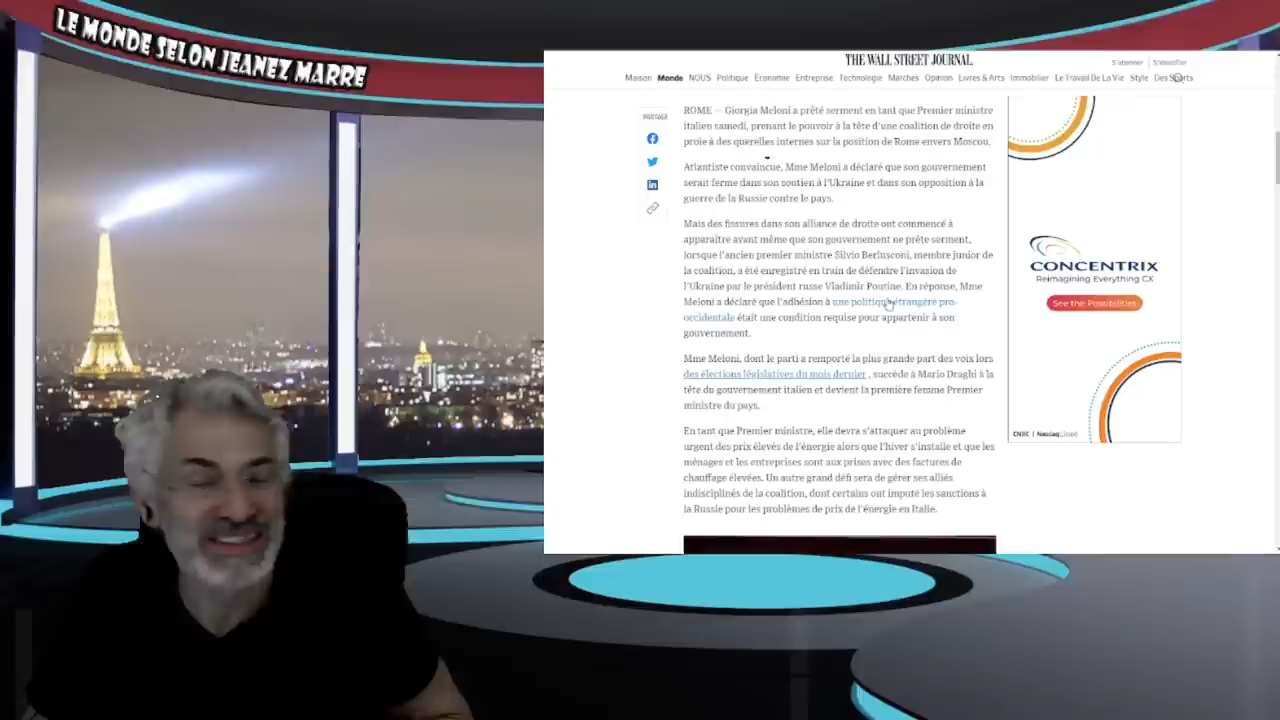 LE MONDE SELON JEANEZ MARRE
THE WALL STREET JOURNAL.
S'abonner | S'identifier
Maison Monde NOUS Politique Économie Entreprise Technologie Marchés Opinion Livres & Arts Immobilier Le Travail De La Vie Style Des Sports
PARTAGE
ROME — Giorgia Meloni a prêté serment en tant que Premier ministre
italien samedi, prenant le pouvoir à la tête d'une coalition de droite en
proie à des querelles internes sur la position de Rome envers Moscou.
Atlantiste convaincue, Mme Meloni a déclaré que son gouvernement
serait ferme dans son soutien à l'Ukraine et dans son opposition à la
guerre de la Russie contre le pays.
Mais des fissures dans son alliance de droite ont commencé à
apparaître avant même que son gouvernement ne prête serment,
lorsque l'ancien premier ministre Silvio Berlusconi, membre junior de
la coalition, a été enregistré en train de défendre l'invasion de
l'Ukraine par le président russe Vladimir Poutine. En réponse, Mme
Meloni a déclaré que l'adhésion à une politique étrangère pro-
occidentale était une condition requise pour appartenir à son
gouvernement.
Mme Meloni, dont le parti a remporté la plus grande part des voix lors
des élections législatives du mois dernier , succède à Mario Draghi à la
tête du gouvernement italien et devient la première femme Premier
ministre du pays.
En tant que Premier ministre, elle devra s'attaquer au problème
urgent des prix élevés de l'énergie alors que l'hiver s'installe et que les
ménages et les entreprises sont aux prises avec des factures de
chauffage élevées. Un autre grand défi sera de gérer ses alliés
indisciplinés de la coalition, dont certains ont imputé les sanctions à
la Russie pour les problèmes de prix de l'énergie en Italie.
CONCENTRIX
Reimagining Everything CX
See the Possibilities
CNXC | Nasdaq Listed